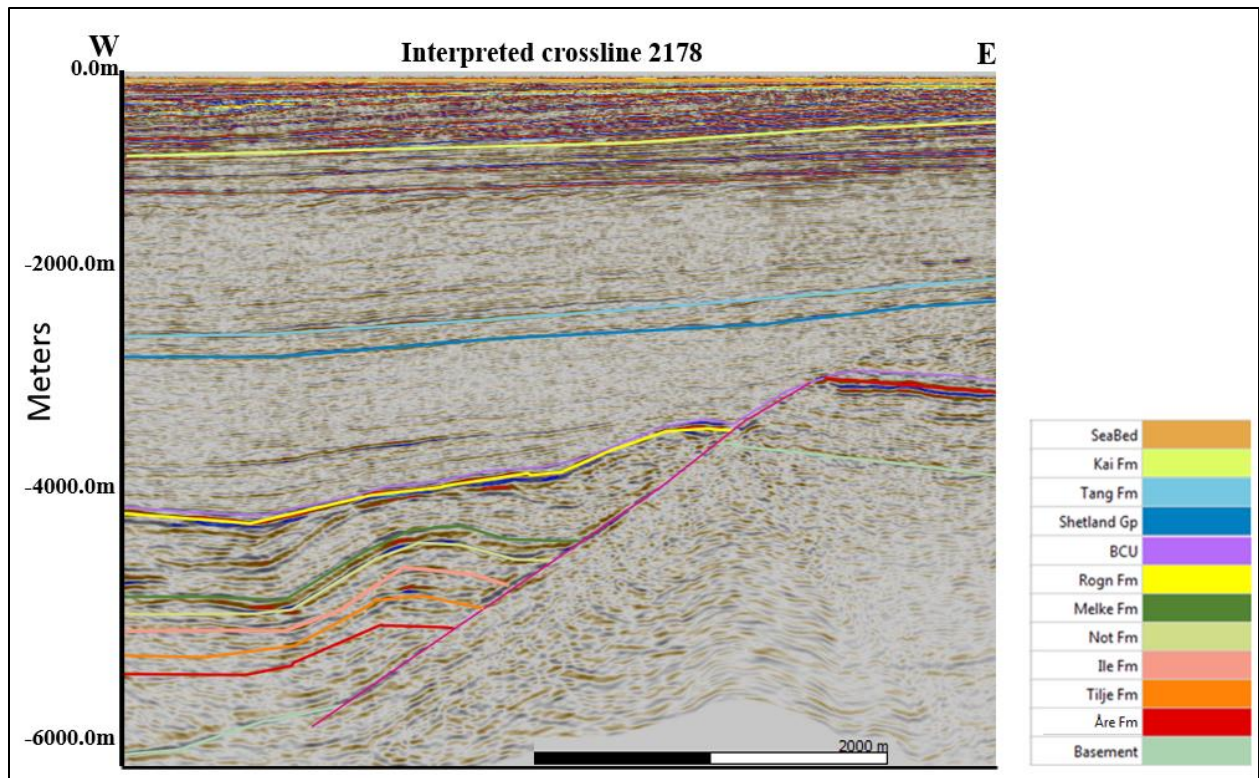 W
Interpreted crossline 2178
E
0.0m
-2000.0m
Meters
-4000.0m
-6000.0m
2000 m
SeaBed
Kai Fm
Tang Fm
Shetland Gp
BCU
Rogn Fm
Melke Fm
Not Fm
Ile Fm
Tilje Fm
Åre Fm
Basement